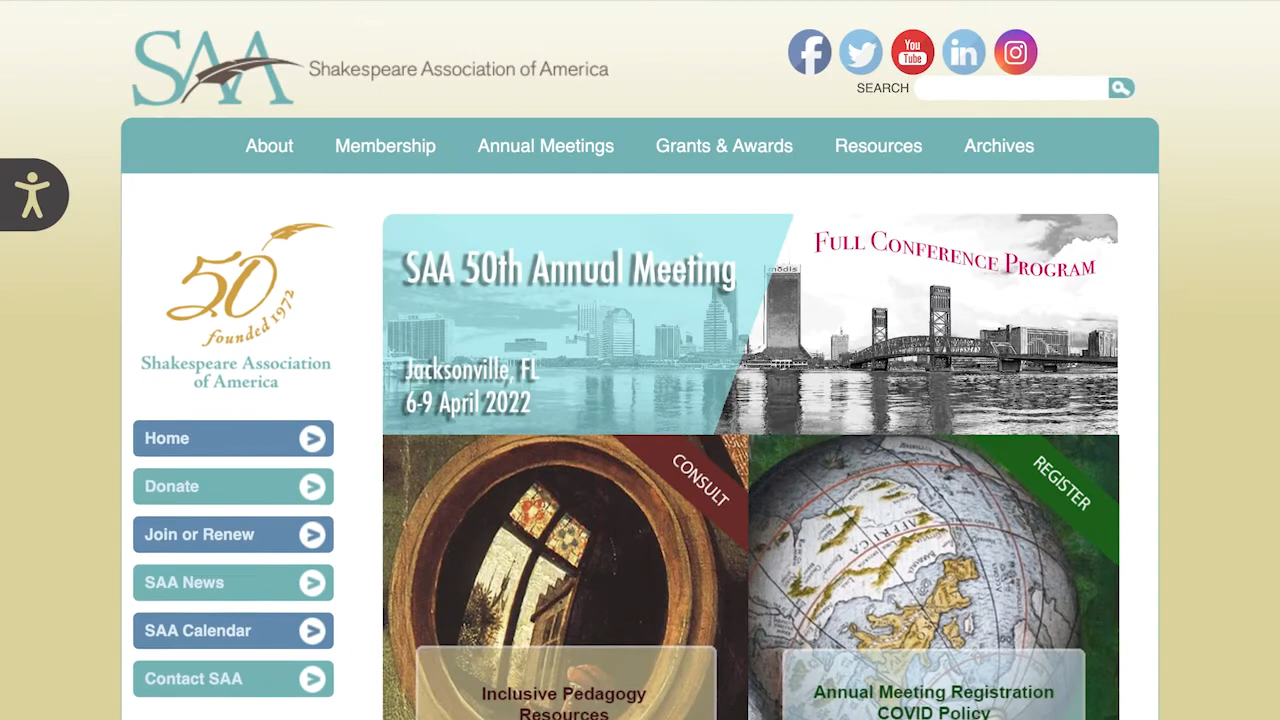 SAA
Shakespeare Association of America
You
Tube
SEARCH
About
Membership
Annual Meetings
Grants & Awards
Resources
Archives
50
founded 1972
Shakespeare Association
of America
Home
Donate
Join or Renew
SAA News
SAA Calendar
Contact SAA
SAA 50th Annual Meeting
Jacksonville, FL
6-9 April 2022
modis
FULL CONFERENCE PROGRAM
CONSULT
Inclusive Pedagogy
Resources
REGISTER
AFRICA
Annual Meeting Registration
COVID Policy